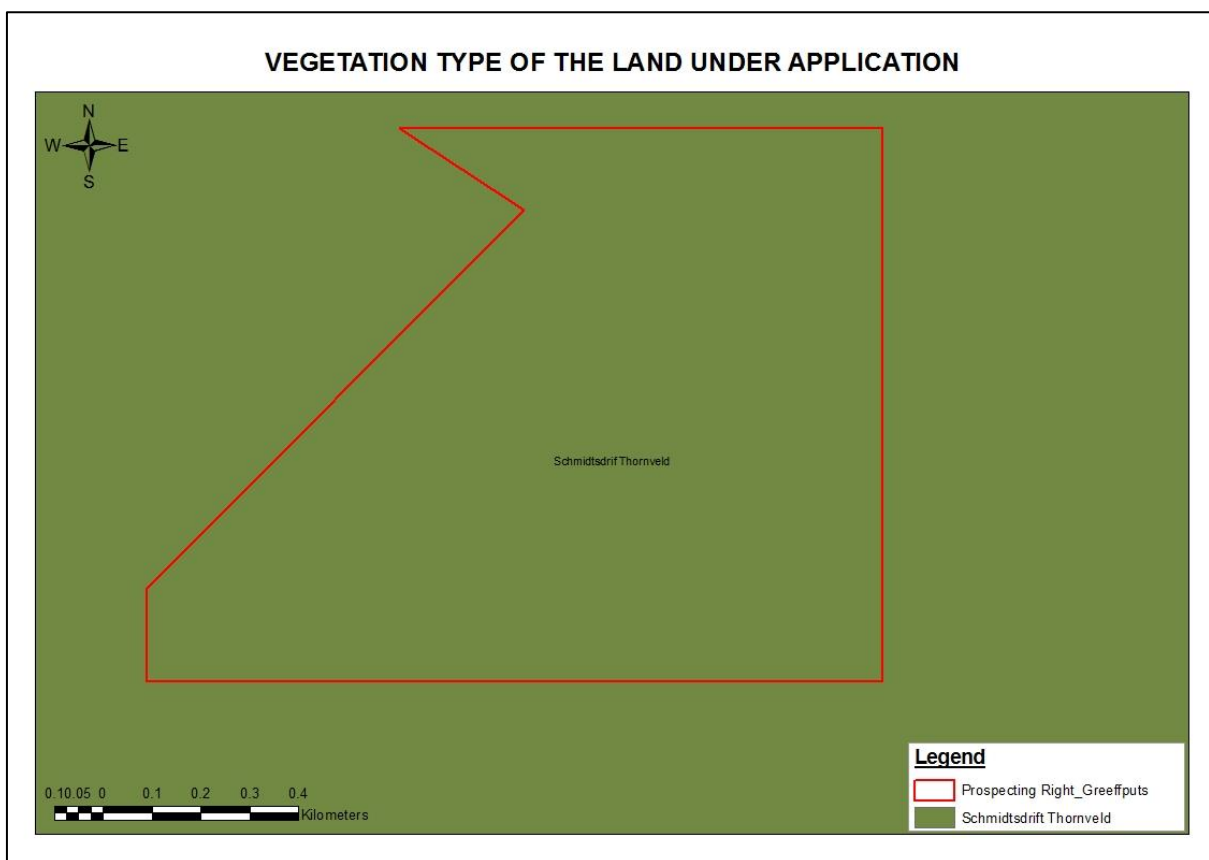 VEGETATION TYPE OF THE LAND UNDER APPLICATION
N
W E
S
Schmidtsdrif Thornveld
0.10.05 0 0.1 0.2 0.3 0.4
Kilometers
Legend
Prospecting Right_Greeffputs
Schmidtsdrift Thornveld